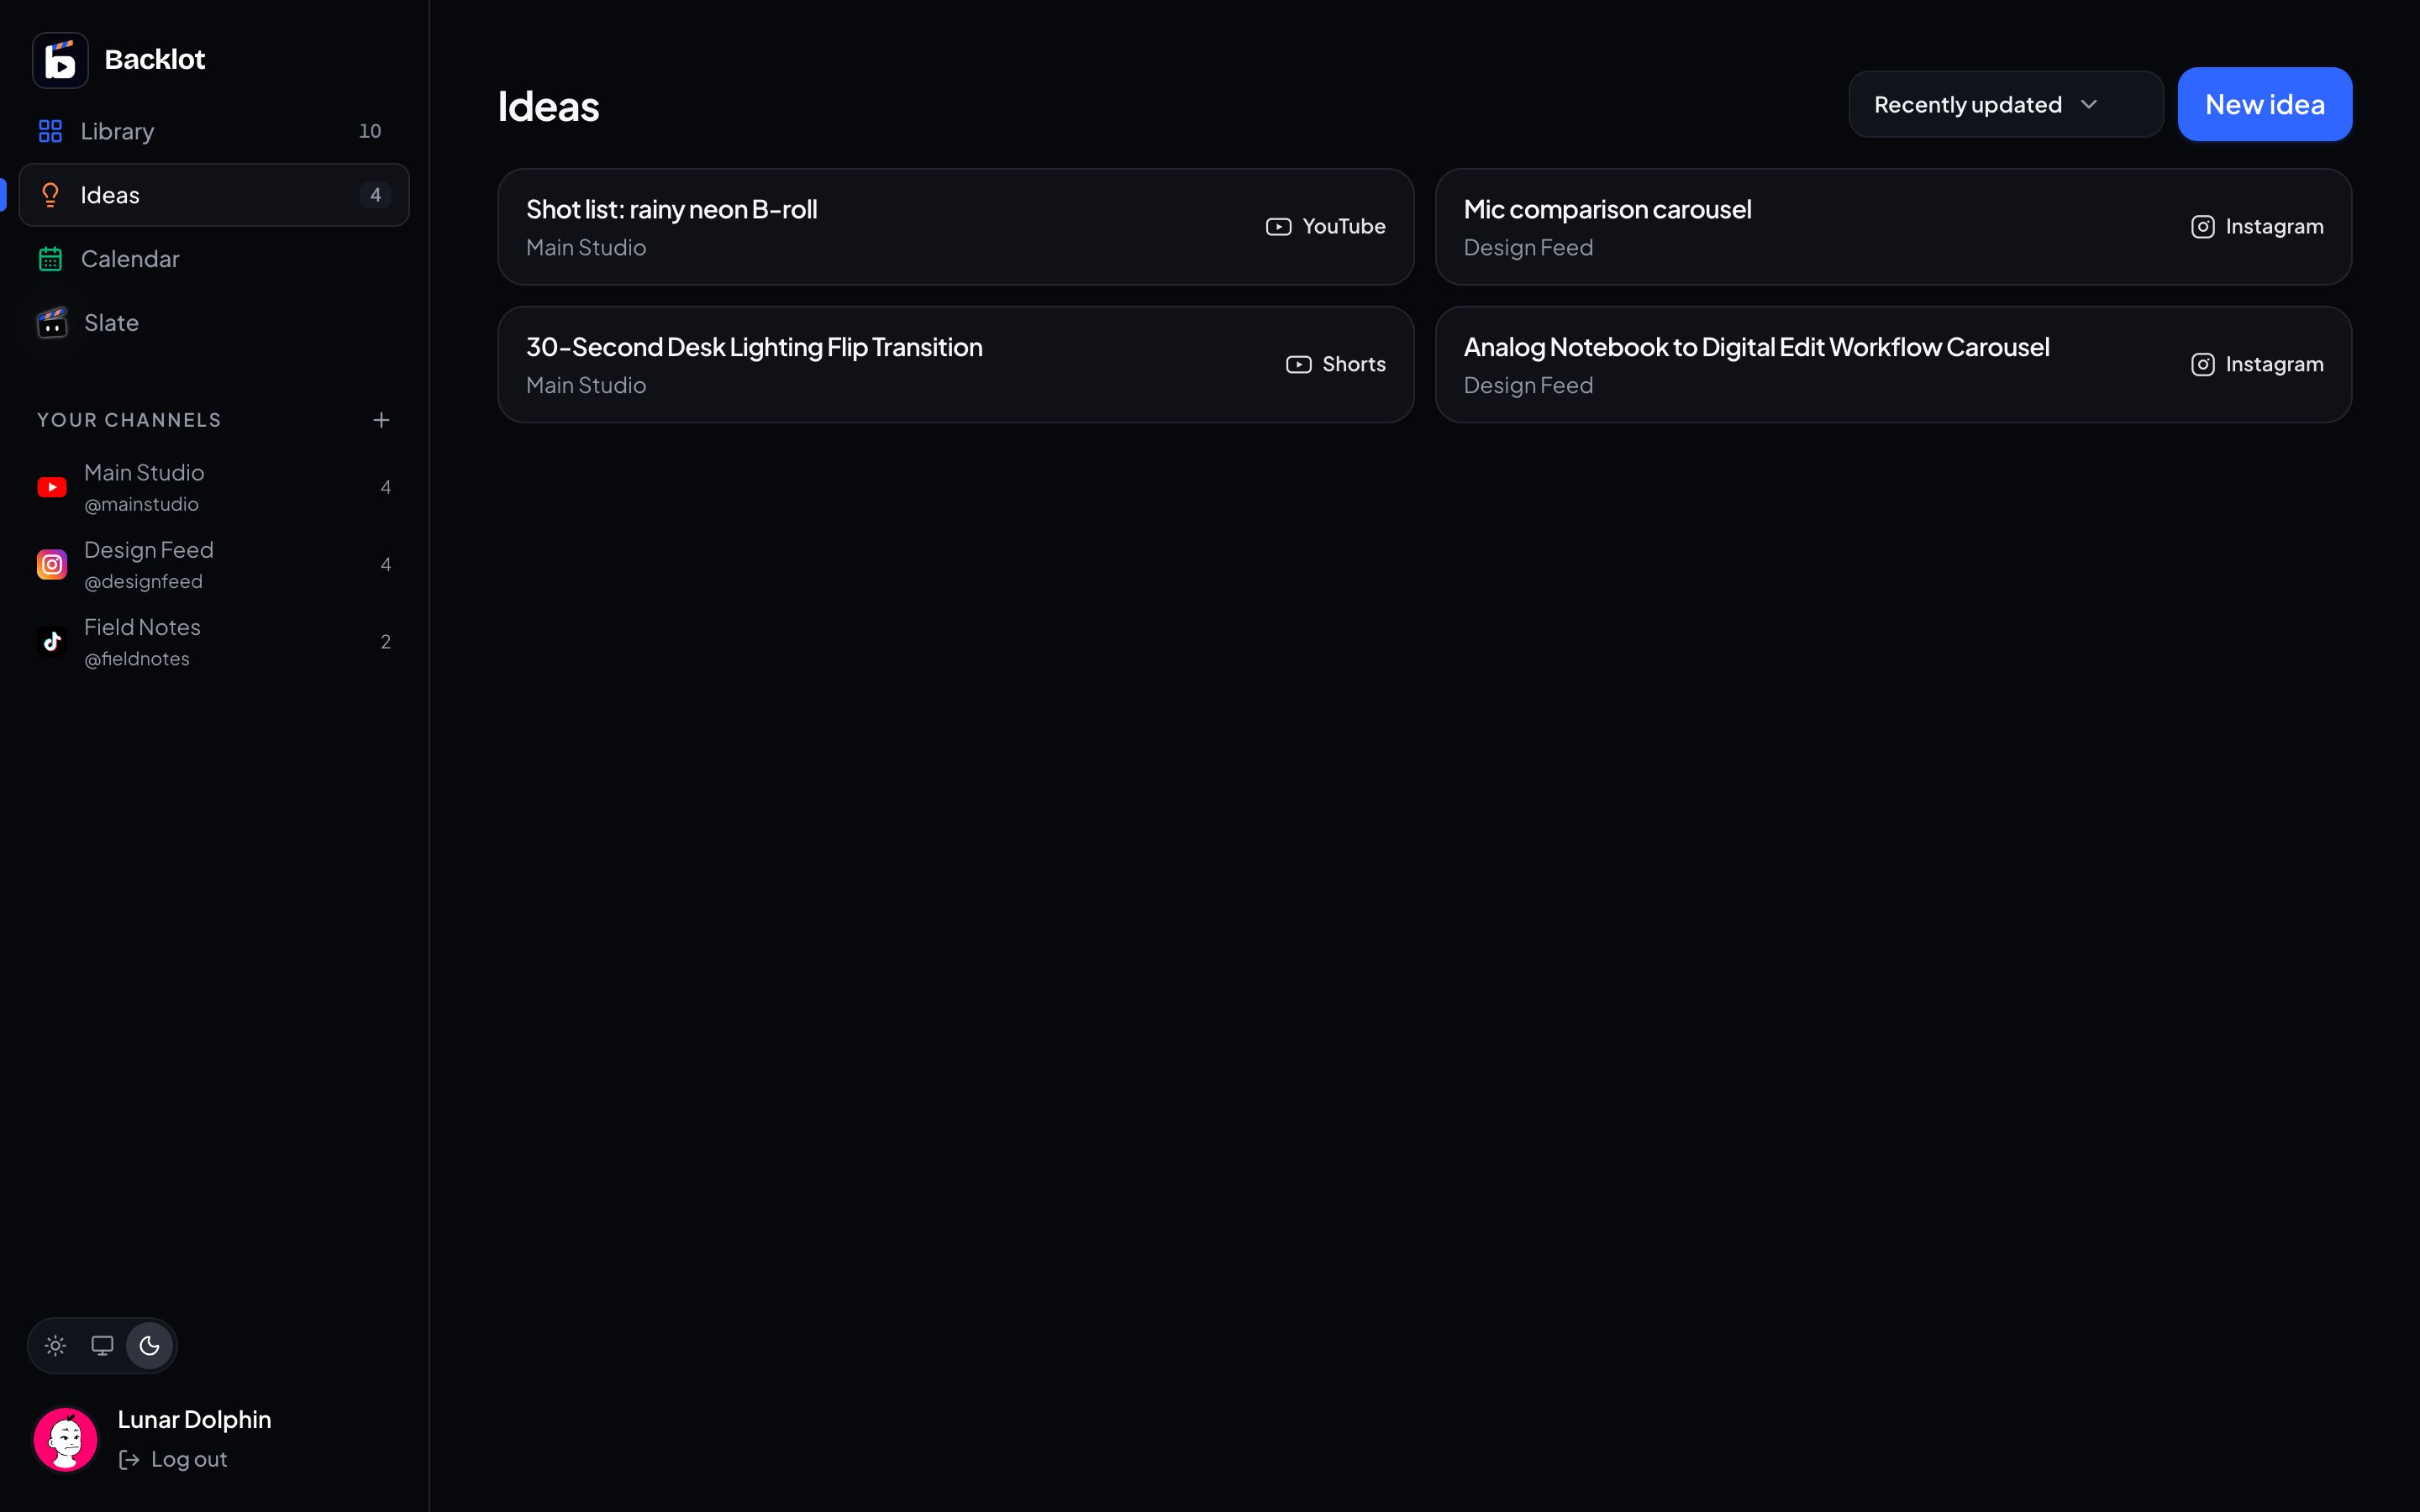 Backlot
Library 10
Ideas 4
Calendar
Slate
YOUR CHANNELS
Main Studio
@mainstudio
4
Design Feed
@designfeed
4
Field Notes
@fieldnotes
2
Lunar Dolphin
Log out
Ideas
Recently updated
New idea
Shot list: rainy neon B-roll
Main Studio
YouTube
Mic comparison carousel
Design Feed
Instagram
30-Second Desk Lighting Flip Transition
Main Studio
Shorts
Analog Notebook to Digital Edit Workflow Carousel
Design Feed
Instagram